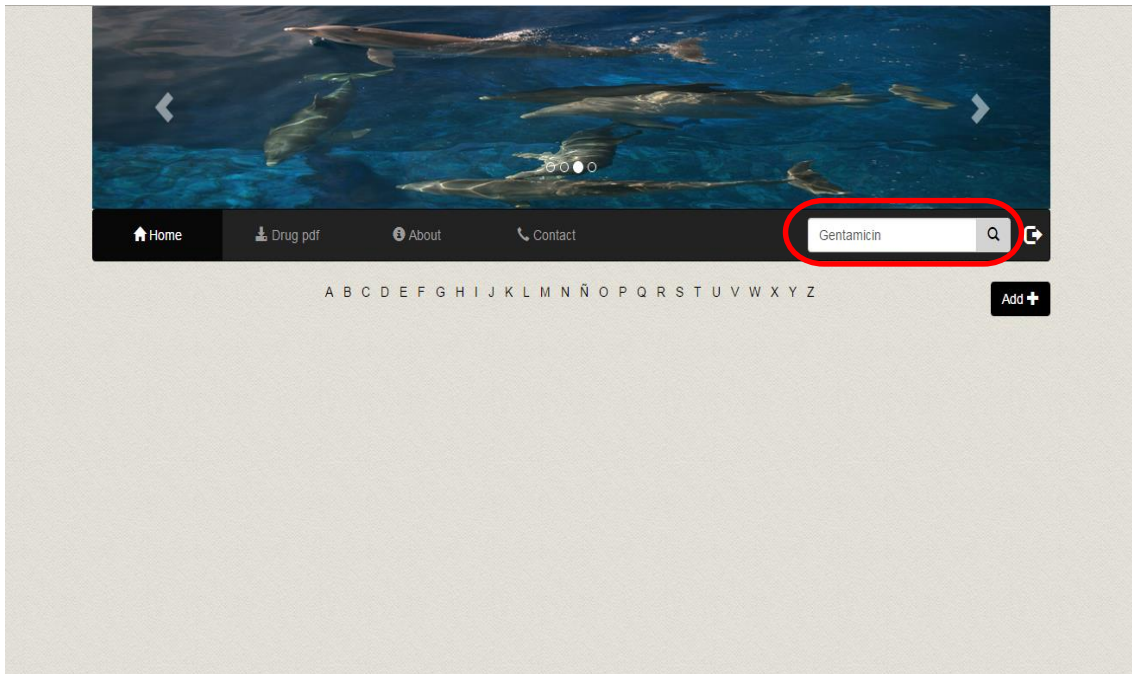 Home Drug pdf About Contact Gentamicin
A B C D E F G H I J K L M N Ñ O P Q R S T U V W X Y Z
Add